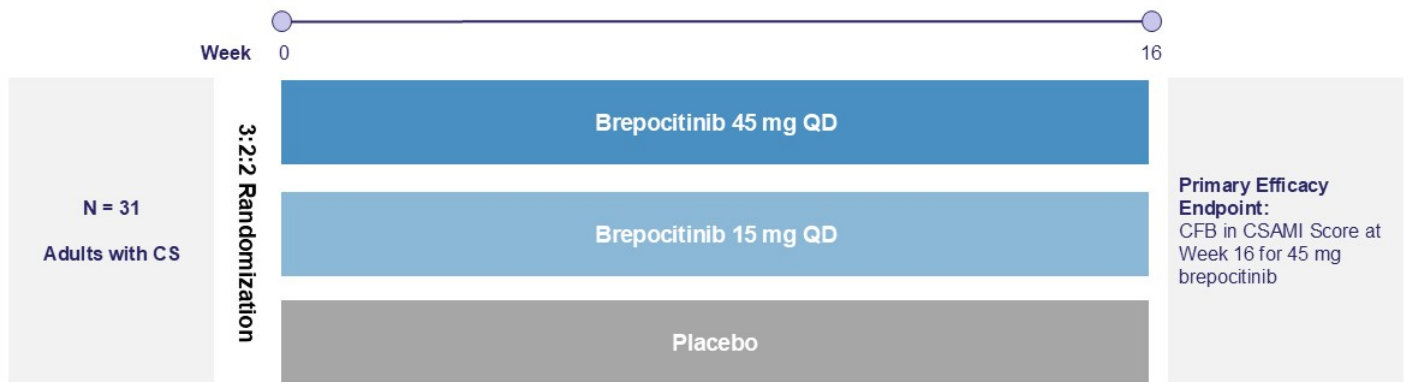 Week 0 16
N = 31
Adults with CS
3:2:2 Randomization
Brepocitinib 45 mg QD
Brepocitinib 15 mg QD
Placebo
Primary Efficacy
Endpoint:
CFB in CSAMI Score at
Week 16 for 45 mg
brepocitinib